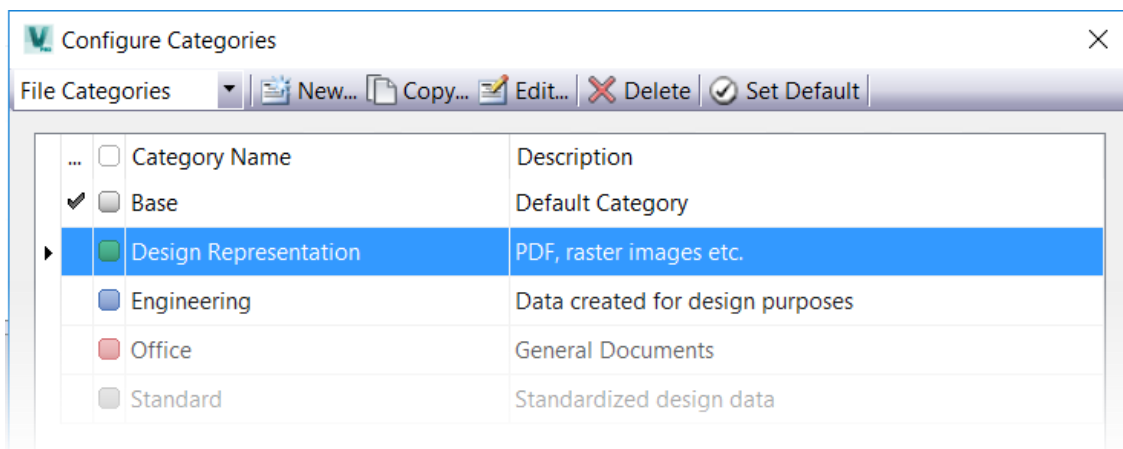 Configure Categories
File Categories New... Copy... Edit... Delete Set Default
... Category Name Description
Base Default Category
Design Representation PDF, raster images etc.
Engineering Data created for design purposes
Office General Documents
Standard Standardized design data